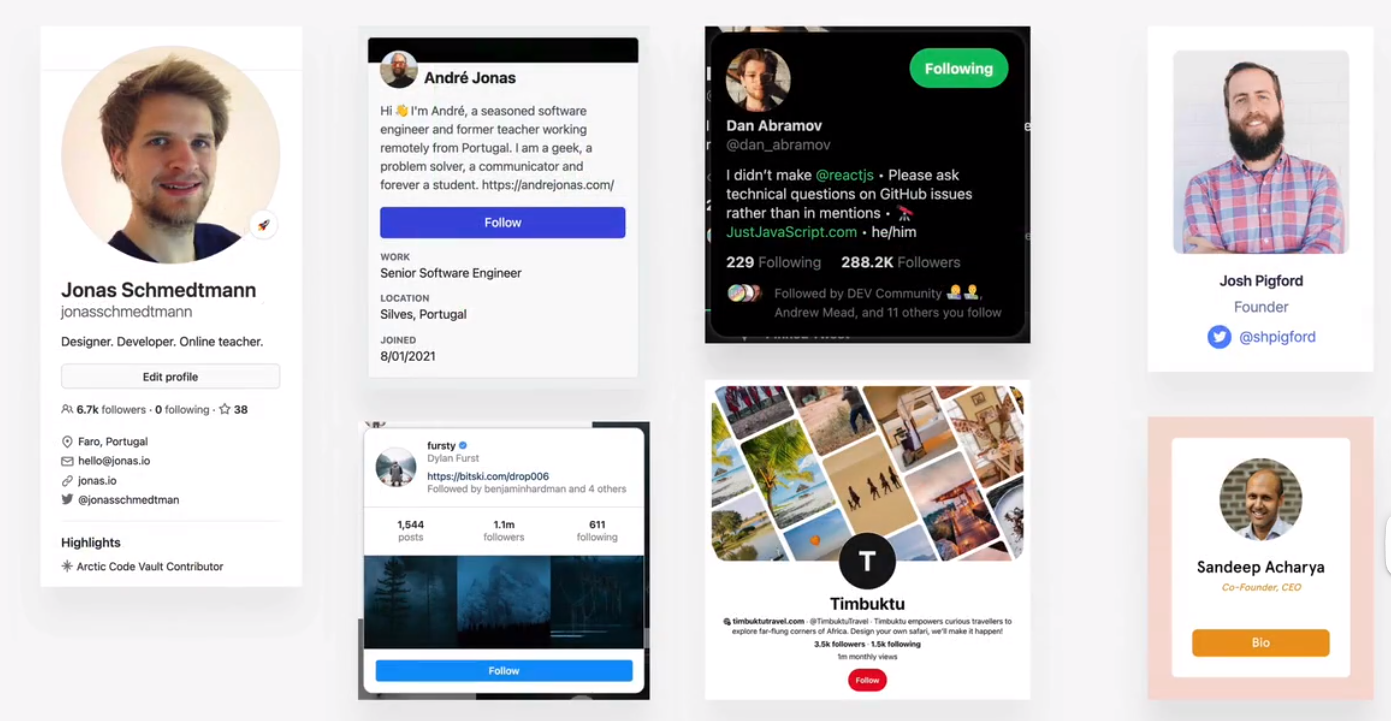 Jonas Schmedtmann
jonasschmedtmann
Designer. Developer. Online teacher.
Edit profile
6.7k followers · 0 following · 38
Faro, Portugal
hello@jonas.io
jonas.io
@jonasschmedtman
Highlights
Arctic Code Vault Contributor
André Jonas
Hi 👋 I'm André, a seasoned software
engineer and former teacher working
remotely from Portugal. I am a geek, a
problem solver, a communicator and
forever a student. https://andrejonas.com/
Follow
WORK
Senior Software Engineer
LOCATION
Silves, Portugal
JOINED
8/01/2021
fursty
Dylan Furst
https://bitski.com/drop006
Followed by benjaminhardman and 4 others
1,544 1.1m 611
posts followers following
Follow
Following
Dan Abramov
@dan_abramov
I didn't make @reactjs • Please ask
technical questions on GitHub issues
rather than in mentions • 🔭
JustJavaScript.com • he/him
229 Following 288.2K Followers
Followed by DEV Community 👩‍💻👨‍💻,
Andrew Mead, and 11 others you follow
T
Timbuktu
timbuktutravel.com · @TimbuktuTravel · Timbuktu empowers curious travellers to
explore far-flung corners of Africa. Design your own safari, we'll make it happen!
3.5k followers · 1.5k following
1m monthly views
Follow
Josh Pigford
Founder
@shpigford
Sandeep Acharya
Co-Founder, CEO
Bio